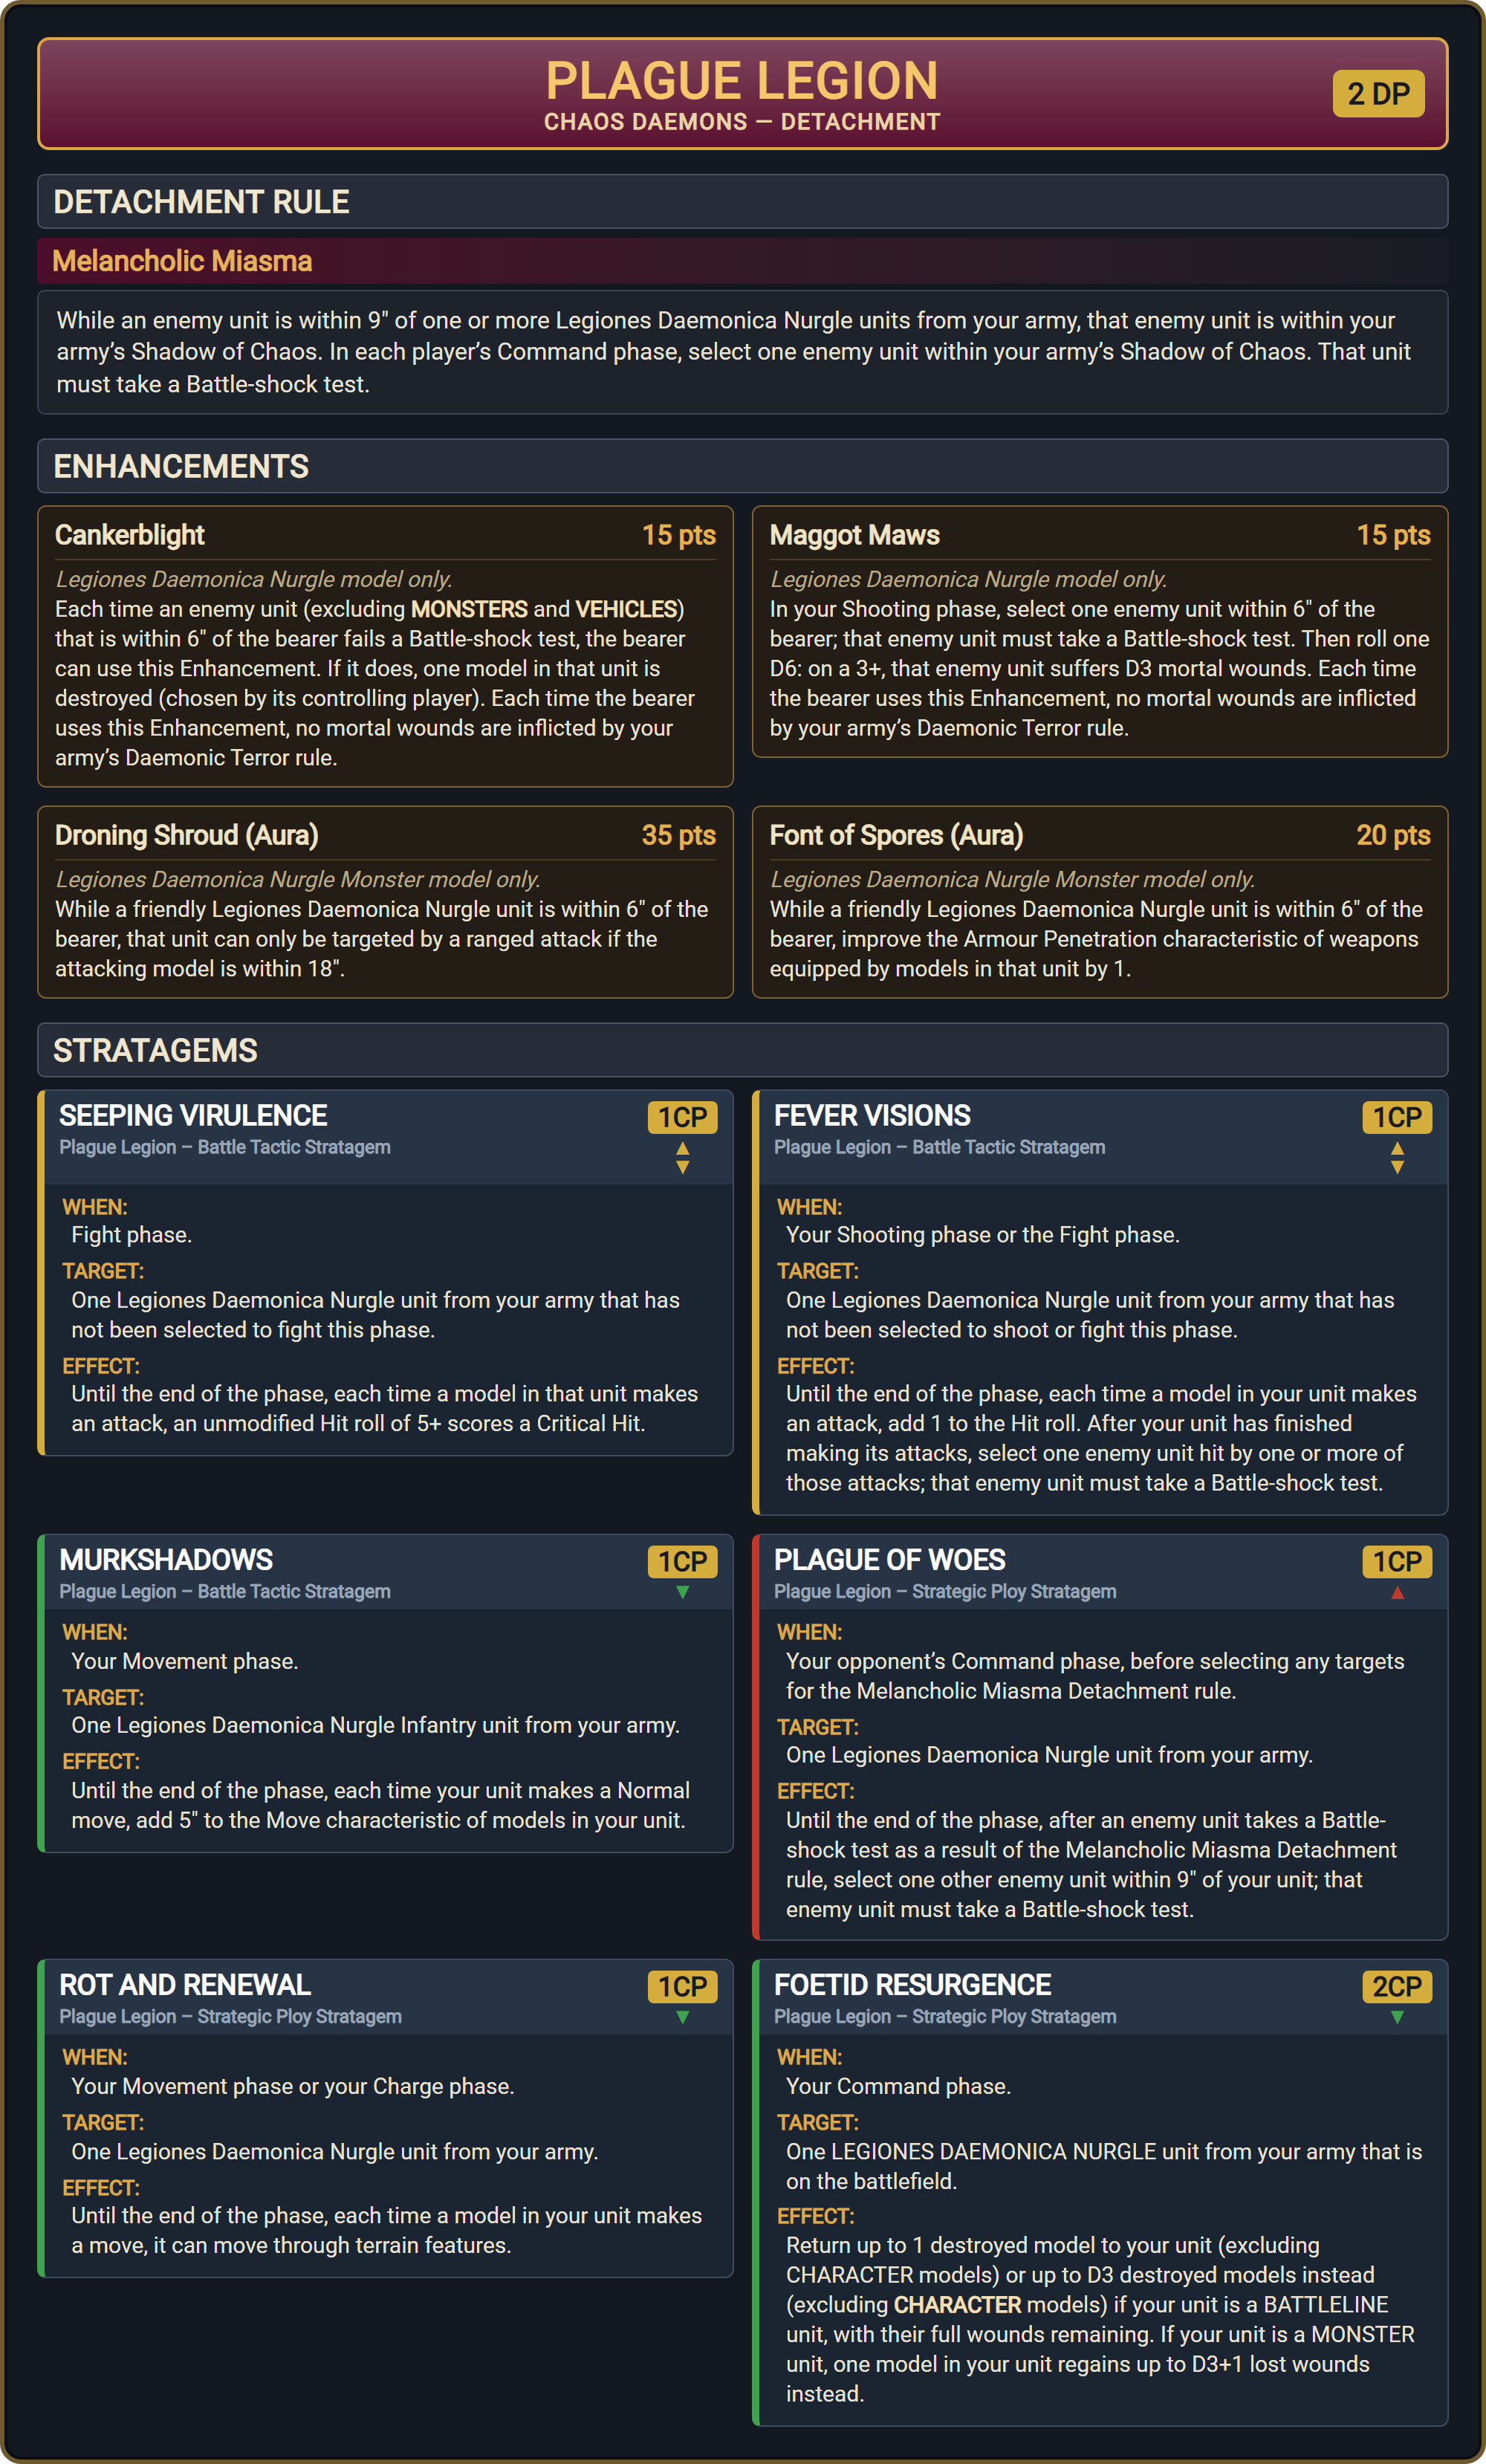 PLAGUE LEGION
CHAOS DAEMONS — DETACHMENT
2 DP
DETACHMENT RULE
Melancholic Miasma
While an enemy unit is within 9" of one or more Legiones Daemonica Nurgle units from your army, that enemy unit is within your
army’s Shadow of Chaos. In each player’s Command phase, select one enemy unit within your army’s Shadow of Chaos. That unit
must take a Battle-shock test.
ENHANCEMENTS
Cankerblight
15 pts
Legiones Daemonica Nurgle model only.
Each time an enemy unit (excluding MONSTERS and VEHICLES)
that is within 6" of the bearer fails a Battle-shock test, the bearer
can use this Enhancement. If it does, one model in that unit is
destroyed (chosen by its controlling player). Each time the bearer
uses this Enhancement, no mortal wounds are inflicted by your
army’s Daemonic Terror rule.
Maggot Maws
15 pts
Legiones Daemonica Nurgle model only.
In your Shooting phase, select one enemy unit within 6" of the
bearer; that enemy unit must take a Battle-shock test. Then roll one
D6: on a 3+, that enemy unit suffers D3 mortal wounds. Each time
the bearer uses this Enhancement, no mortal wounds are inflicted
by your army’s Daemonic Terror rule.
Droning Shroud (Aura)
35 pts
Legiones Daemonica Nurgle Monster model only.
While a friendly Legiones Daemonica Nurgle unit is within 6" of the
bearer, that unit can only be targeted by a ranged attack if the
attacking model is within 18".
Font of Spores (Aura)
20 pts
Legiones Daemonica Nurgle Monster model only.
While a friendly Legiones Daemonica Nurgle unit is within 6" of the
bearer, improve the Armour Penetration characteristic of weapons
equipped by models in that unit by 1.
STRATAGEMS
SEEPING VIRULENCE
1CP
Plague Legion – Battle Tactic Stratagem
▲
▼
WHEN:
Fight phase.
TARGET:
One Legiones Daemonica Nurgle unit from your army that has
not been selected to fight this phase.
EFFECT:
Until the end of the phase, each time a model in that unit makes
an attack, an unmodified Hit roll of 5+ scores a Critical Hit.
FEVER VISIONS
1CP
Plague Legion – Battle Tactic Stratagem
▲
▼
WHEN:
Your Shooting phase or the Fight phase.
TARGET:
One Legiones Daemonica Nurgle unit from your army that has
not been selected to shoot or fight this phase.
EFFECT:
Until the end of the phase, each time a model in your unit makes
an attack, add 1 to the Hit roll. After your unit has finished
making its attacks, select one enemy unit hit by one or more of
those attacks; that enemy unit must take a Battle-shock test.
MURKSHADOWS
1CP
Plague Legion – Battle Tactic Stratagem
▼
WHEN:
Your Movement phase.
TARGET:
One Legiones Daemonica Nurgle Infantry unit from your army.
EFFECT:
Until the end of the phase, each time your unit makes a Normal
move, add 5" to the Move characteristic of models in your unit.
PLAGUE OF WOES
1CP
Plague Legion – Strategic Ploy Stratagem
▲
WHEN:
Your opponent’s Command phase, before selecting any targets
for the Melancholic Miasma Detachment rule.
TARGET:
One Legiones Daemonica Nurgle unit from your army.
EFFECT:
Until the end of the phase, after an enemy unit takes a Battle-
shock test as a result of the Melancholic Miasma Detachment
rule, select one other enemy unit within 9" of your unit; that
enemy unit must take a Battle-shock test.
ROT AND RENEWAL
1CP
Plague Legion – Strategic Ploy Stratagem
▼
WHEN:
Your Movement phase or your Charge phase.
TARGET:
One Legiones Daemonica Nurgle unit from your army.
EFFECT:
Until the end of the phase, each time a model in your unit makes
a move, it can move through terrain features.
FOETID RESURGENCE
2CP
Plague Legion – Strategic Ploy Stratagem
▼
WHEN:
Your Command phase.
TARGET:
One LEGIONES DAEMONICA NURGLE unit from your army that is
on the battlefield.
EFFECT:
Return up to 1 destroyed model to your unit (excluding
CHARACTER models) or up to D3 destroyed models instead
(excluding CHARACTER models) if your unit is a BATTLELINE
unit, with their full wounds remaining. If your unit is a MONSTER
unit, one model in your unit regains up to D3+1 lost wounds
instead.